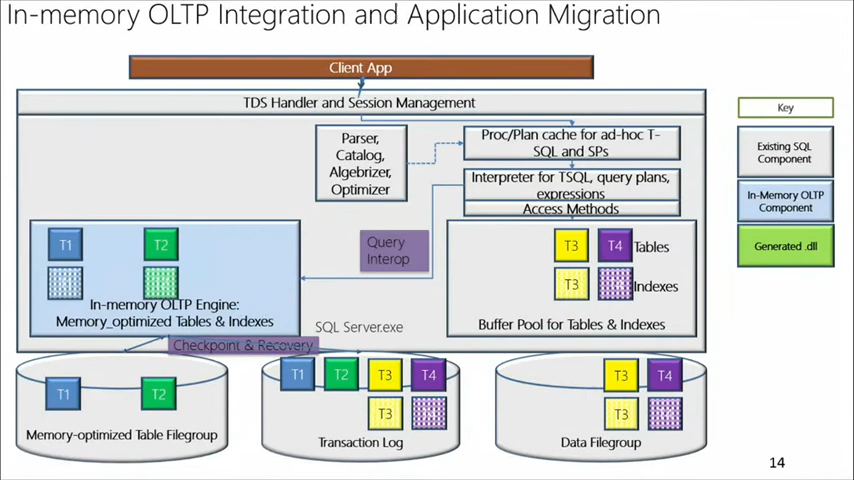 In-memory OLTP Integration and Application Migration
Client App
TDS Handler and Session Management
Key
Parser,
Catalog,
Algebrizer,
Optimizer
Proc/Plan cache for ad-hoc T-
SQL and SPs
Existing SQL
Component
Interpreter for TSQL, query plans,
expressions
Access Methods
In-Memory OLTP
Component
Generated .dll
T1
T2
Query
Interop
T3
T4
Tables
T3
Indexes
In-memory OLTP Engine:
Memory_optimized Tables & Indexes
Buffer Pool for Tables & Indexes
SQL Server.exe
Checkpoint & Recovery
T1
T2
Memory-optimized Table Filegroup
T1
T2
T3
T4
T3
Transaction Log
T3
T4
T3
Data Filegroup
14